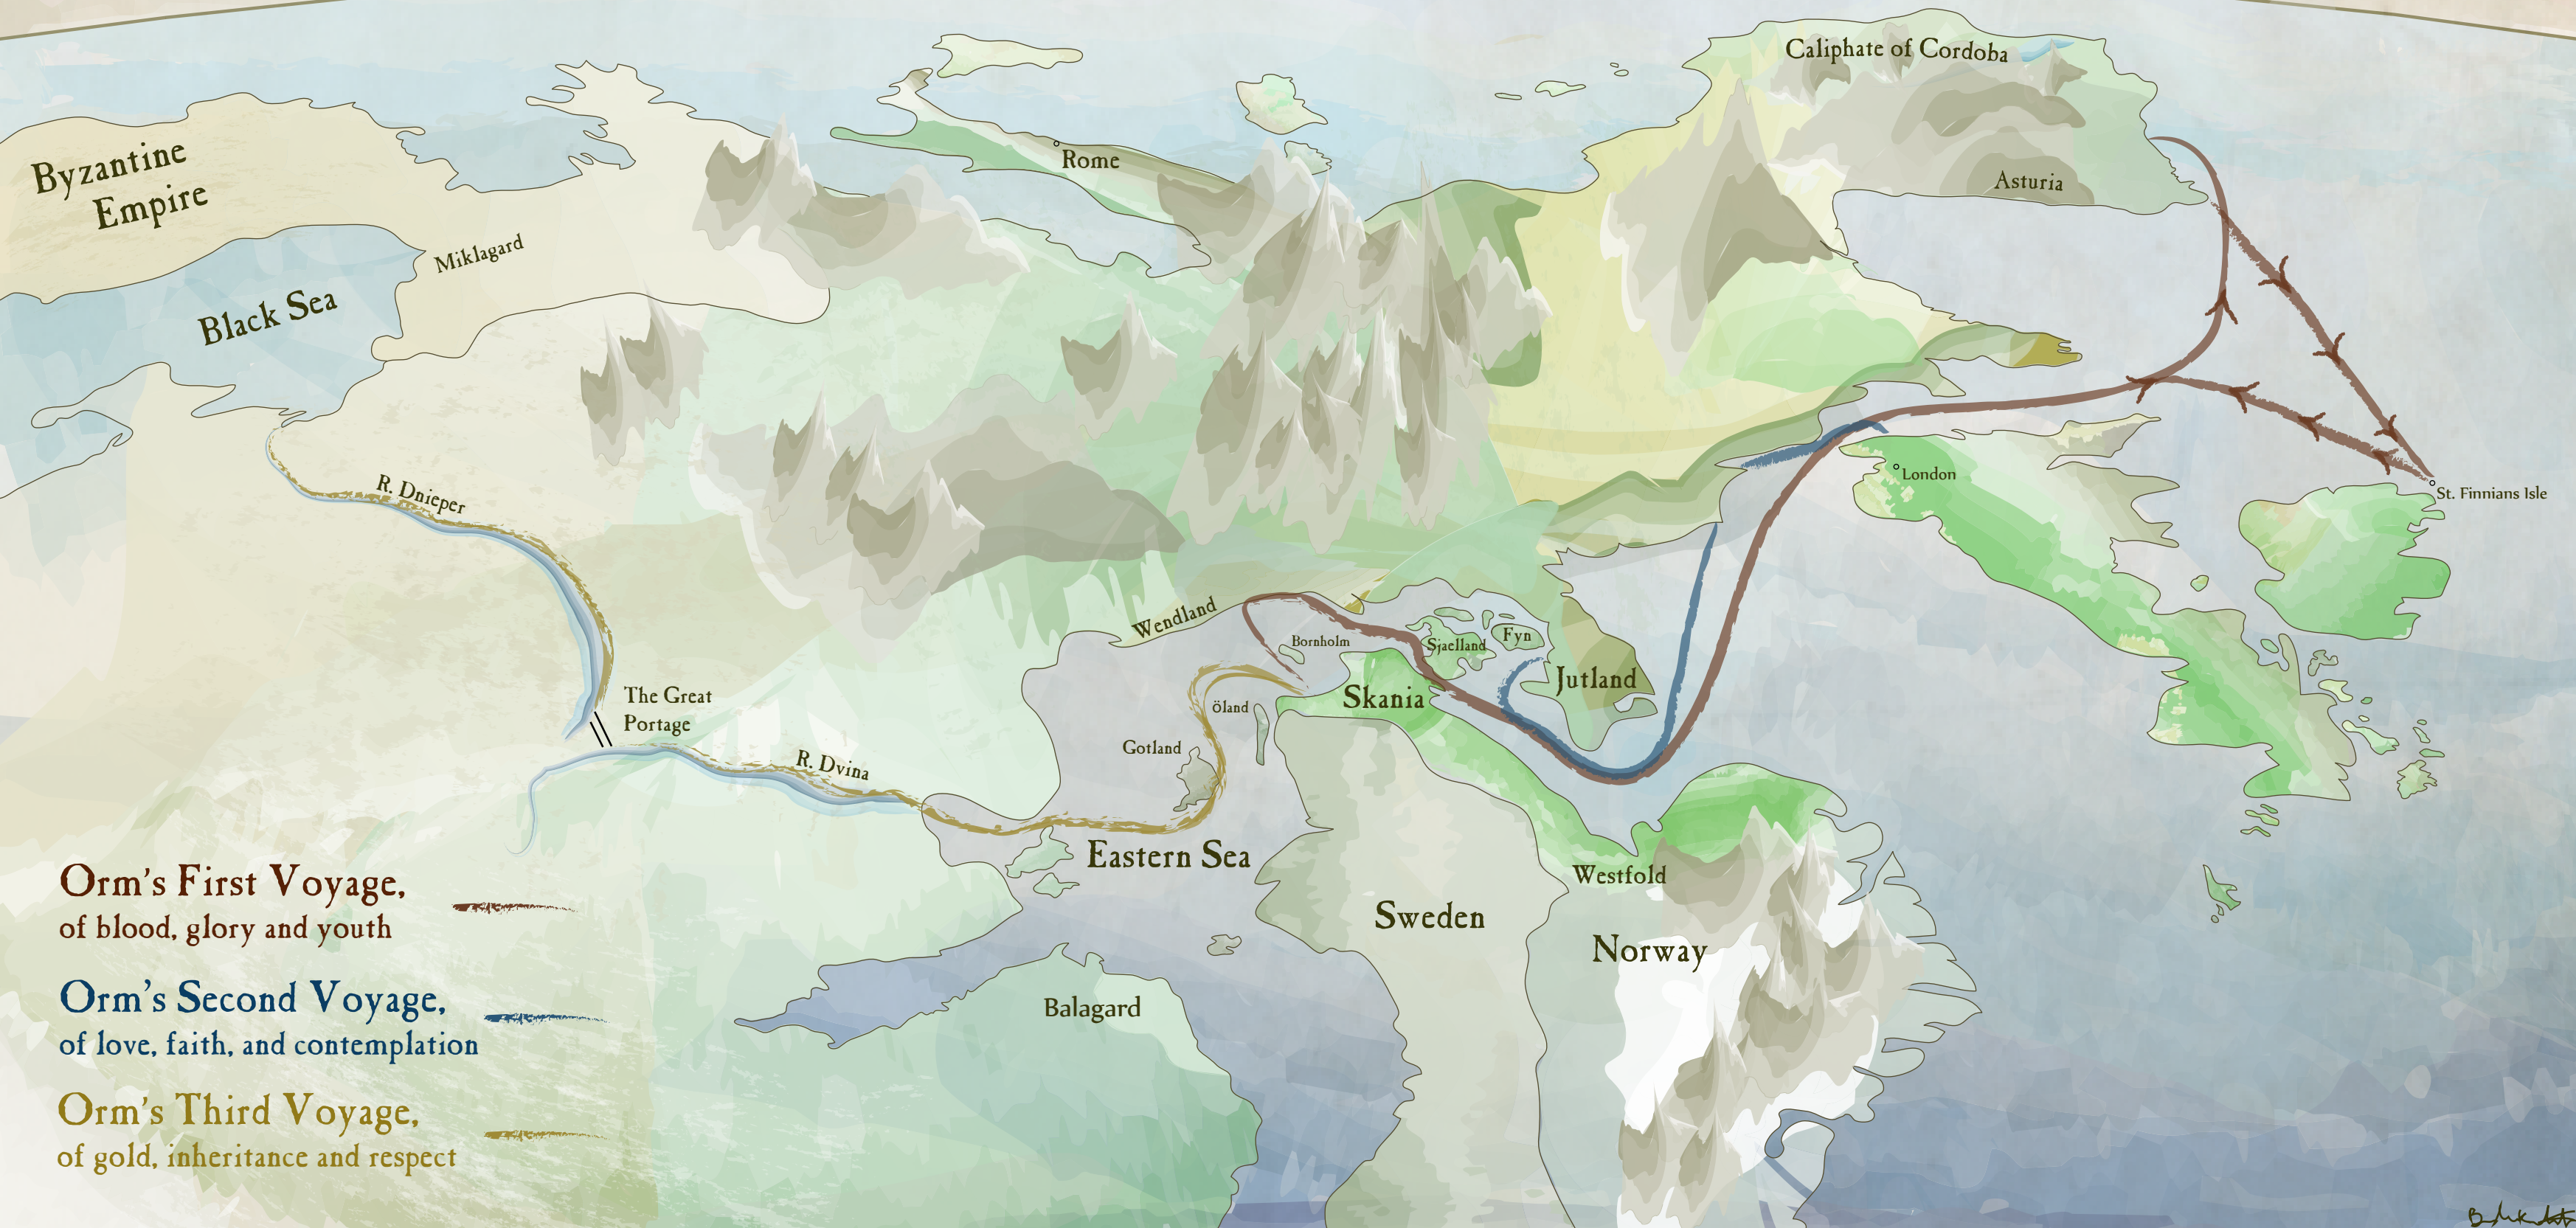 Caliphate of Cordoba
Byzantine
Empire
Rome
Asturia
Miklagard
Black Sea
R. Dnieper
London
St. Finnians Isle
Wendland
Bornholm
Sjaelland
Fyn
Jutland
Skania
The Great
Portage
öland
Gotland
R. Dvina
Eastern Sea
Westfold
Sweden
Norway
Balagard
Orm's First Voyage,
of blood, glory and youth
Orm's Second Voyage,
of love, faith, and contemplation
Orm's Third Voyage,
of gold, inheritance and respect